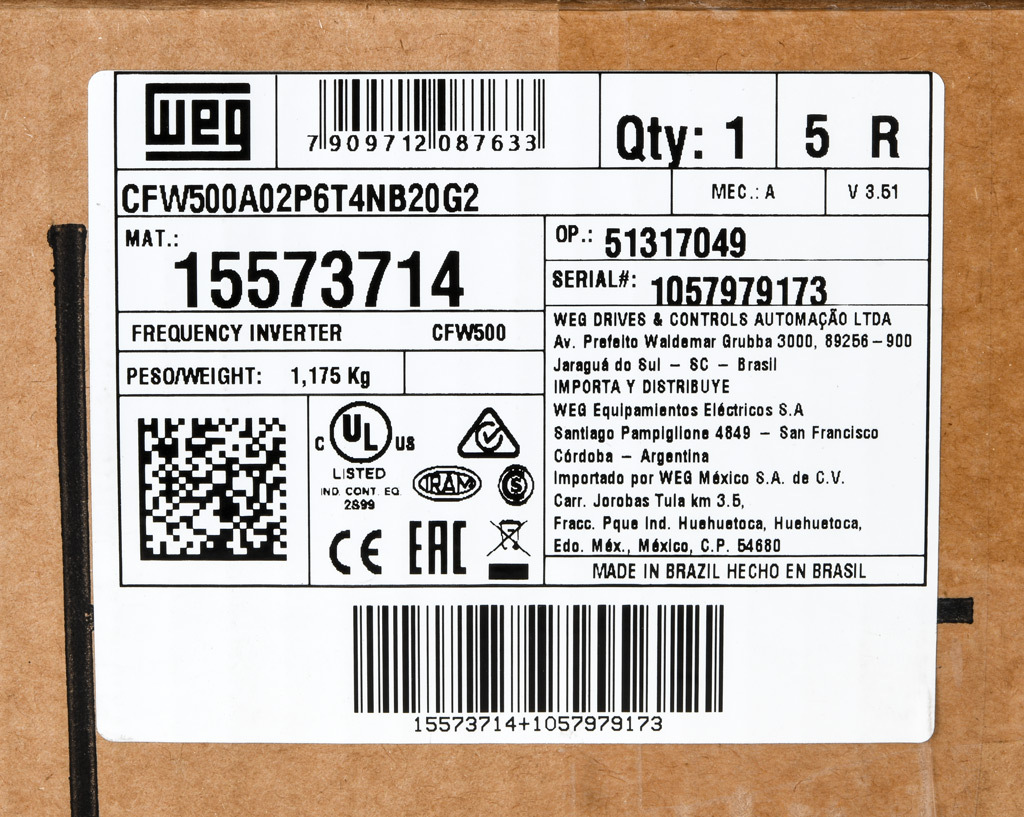 weg
7 909712 087633
Qty: 1
5 R
CFW500A02P6T4NB20G2
MEC.: A
V 3.51
MAT.:
15573714
OP.: 51317049
SERIAL#: 1057979173
FREQUENCY INVERTER CFW500
PESO/WEIGHT: 1,175 Kg
WEG DRIVES & CONTROLS AUTOMAÇÃO LTDA
Av. Prefeito Waldemar Grubba 3000, 89256-900
Jaraguá do Sul - SC - Brasil
IMPORTA Y DISTRIBUYE
WEG Equipamientos Eléctricos S.A
Santiago Pampiglione 4849 - San Francisco
Córdoba - Argentina
Importado por WEG México S.A. de C.V.
Carr. Jorobas Tula km 3.5,
Fracc. Pque Ind. Huehuetoca, Huehuetoca,
Edo. Méx., México, C.P. 54680
MADE IN BRAZIL HECHO EN BRASIL
C UL US
LISTED
IND. CONT. EQ.
2S99
IRAM
S
CE EAC
15573714+1057979173